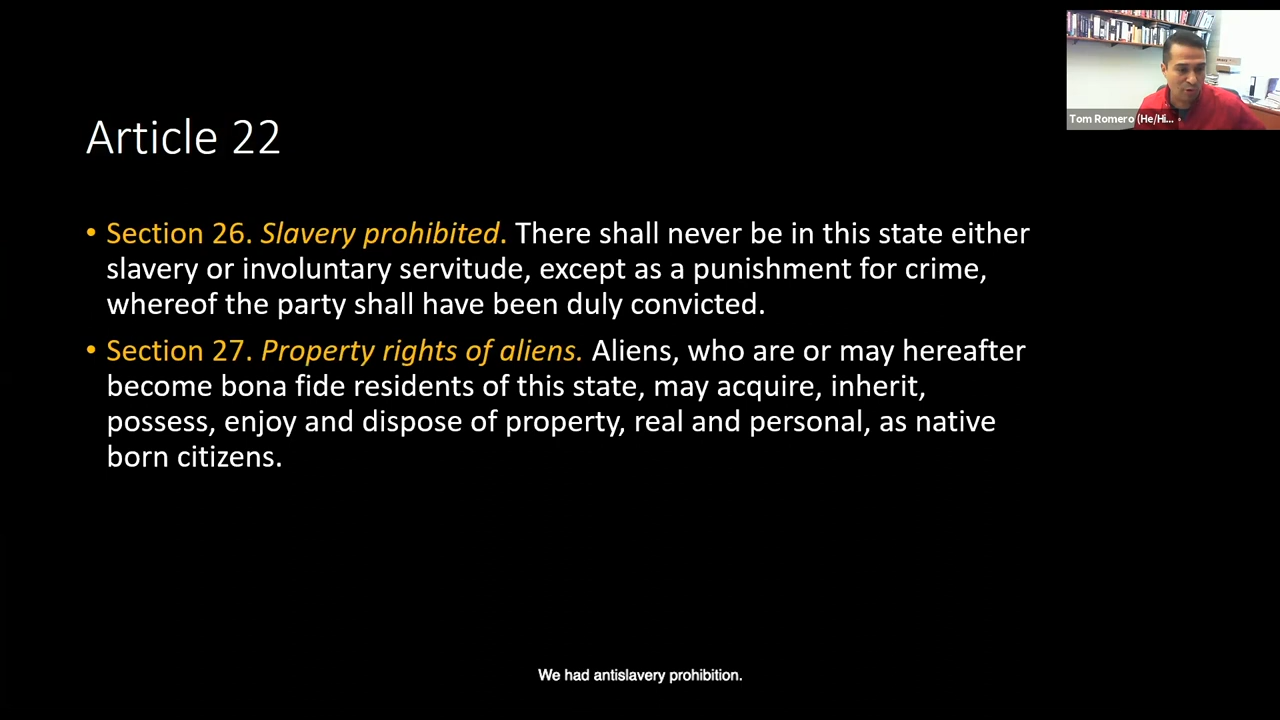 Tom Romero (He/Hi...
Article 22
• Section 26. Slavery prohibited. There shall never be in this state either
slavery or involuntary servitude, except as a punishment for crime,
whereof the party shall have been duly convicted.
• Section 27. Property rights of aliens. Aliens, who are or may hereafter
become bona fide residents of this state, may acquire, inherit,
possess, enjoy and dispose of property, real and personal, as native
born citizens.
We had antislavery prohibition.